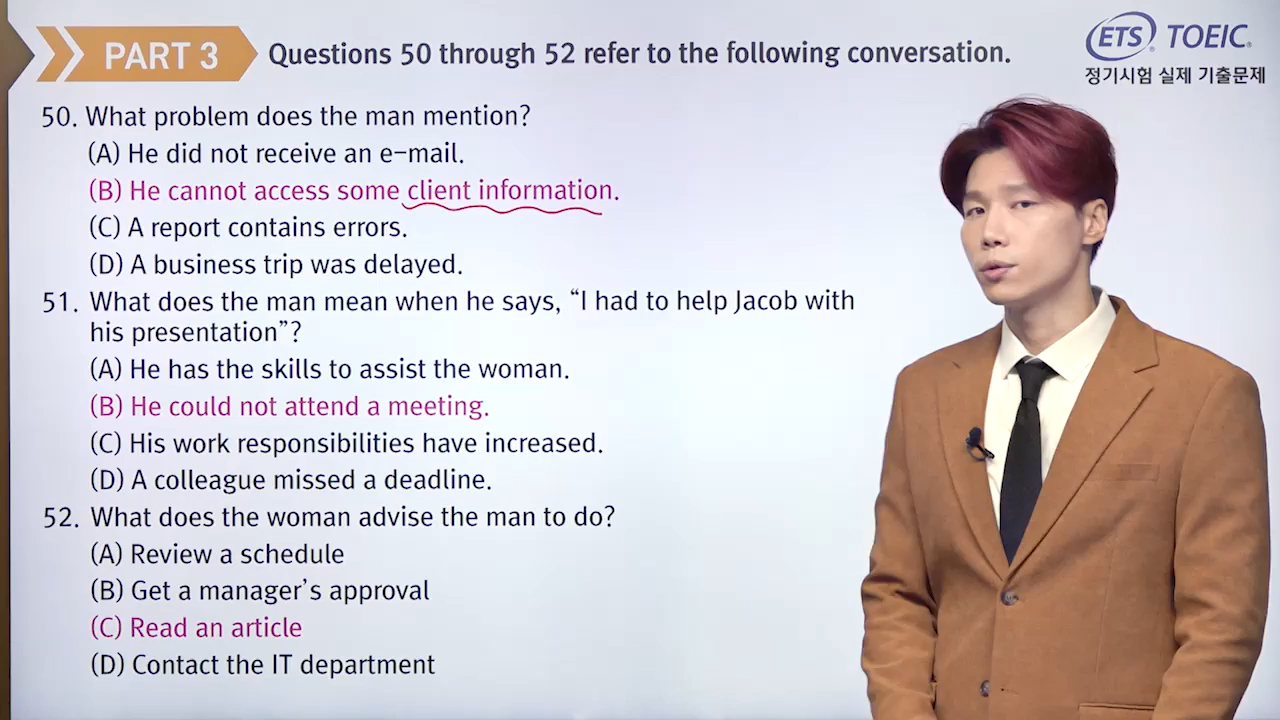 PART 3
Questions 50 through 52 refer to the following conversation.
ETS TOEIC
정기시험 실제 기출문제
50. What problem does the man mention?
(A) He did not receive an e-mail.
(B) He cannot access some client information.
(C) A report contains errors.
(D) A business trip was delayed.
51. What does the man mean when he says, “I had to help Jacob with
his presentation”?
(A) He has the skills to assist the woman.
(B) He could not attend a meeting.
(C) His work responsibilities have increased.
(D) A colleague missed a deadline.
52. What does the woman advise the man to do?
(A) Review a schedule
(B) Get a manager’s approval
(C) Read an article
(D) Contact the IT department